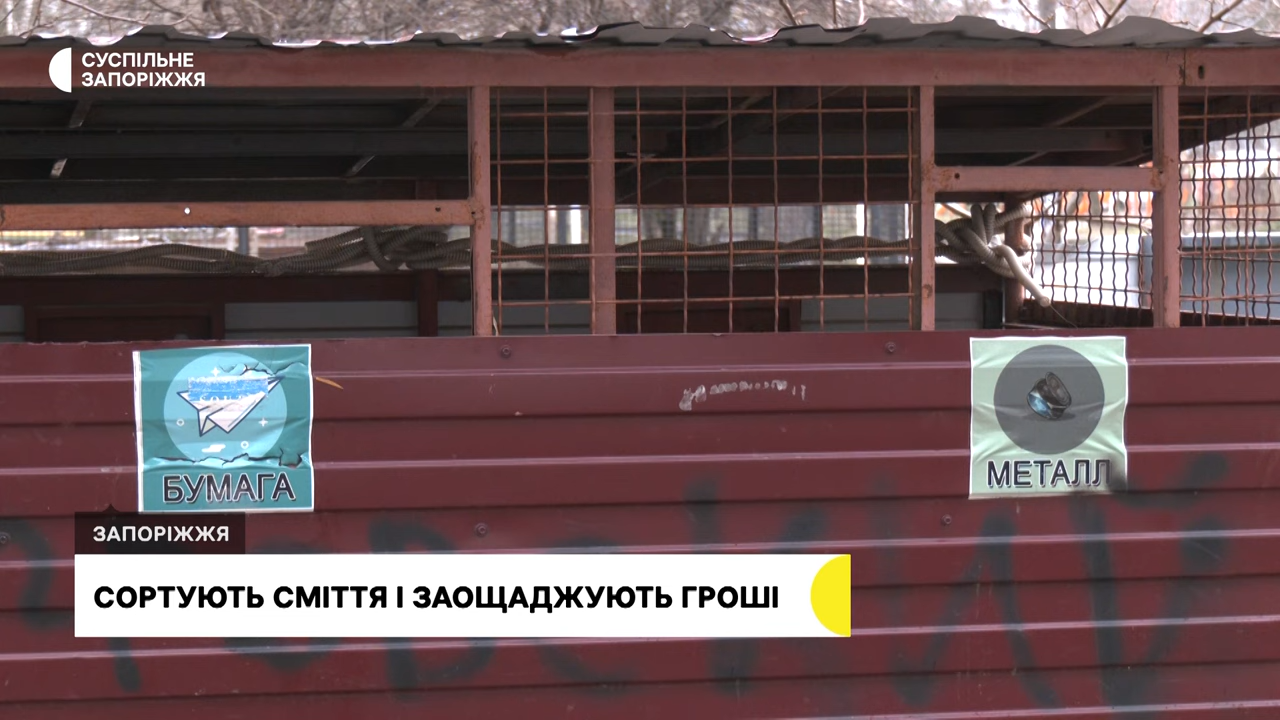 СУСПІЛЬНЕ
ЗАПОРІЖЖЯ
БУМАГА
МЕТАЛЛ
ЗАПОРІЖЖЯ
СОРТУЮТЬ СМІТТЯ І ЗАОЩАДЖУЮТЬ ГРОШІ